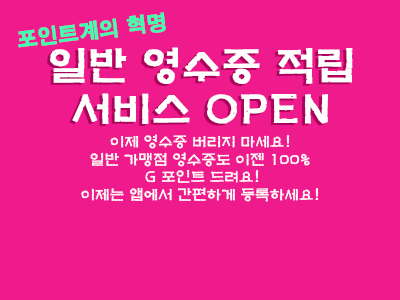 포인트계의 혁명
일반 영수증 적립
서비스 OPEN
이제 영수증 버리지 마세요!
일반 가맹점 영수증도 이젠 100%
G 포인트 드려요!
이제는 앱에서 간편하게 등록하세요!